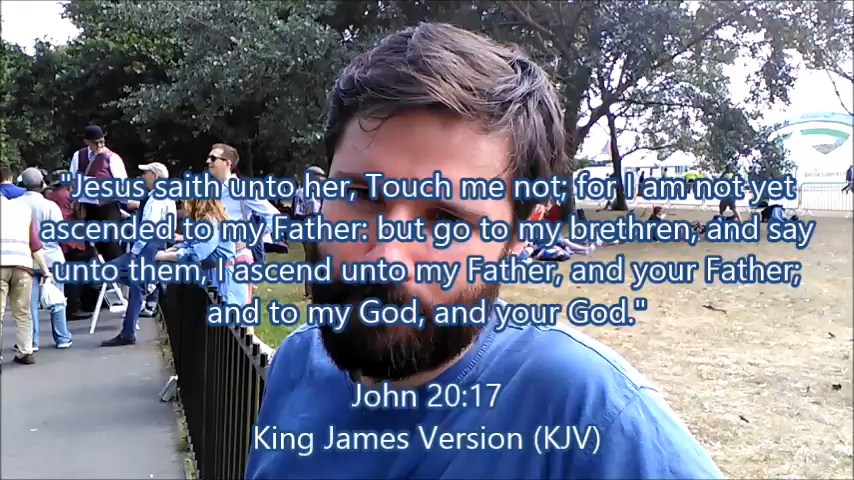 "Jesus saith unto her, Touch me not; for I am not yet
ascended to my Father: but go to my brethren, and say
unto them, I ascend unto my Father, and your Father;
and to my God, and your God."
John 20:17
King James Version (KJV)